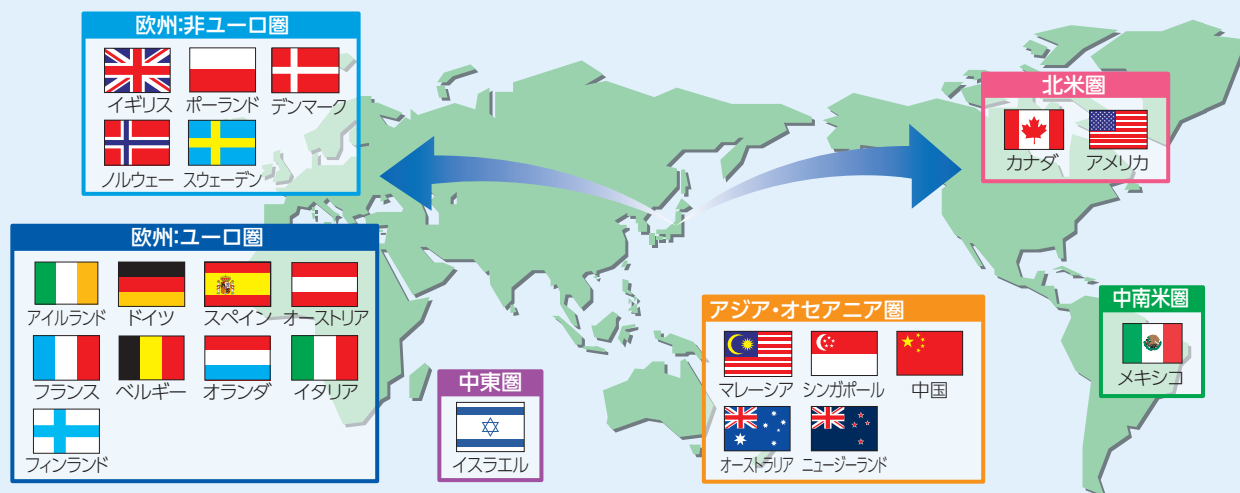 欧州:非ユーロ圏
イギリス ポーランド デンマーク
ノルウェー スウェーデン
北米圏
カナダ アメリカ
欧州:ユーロ圏
アイルランド ドイツ スペイン オーストリア
フランス ベルギー オランダ イタリア
フィンランド
中東圏
イスラエル
アジア・オセアニア圏
マレーシア シンガポール 中国
オーストラリア ニュージーランド
中南米圏
メキシコ